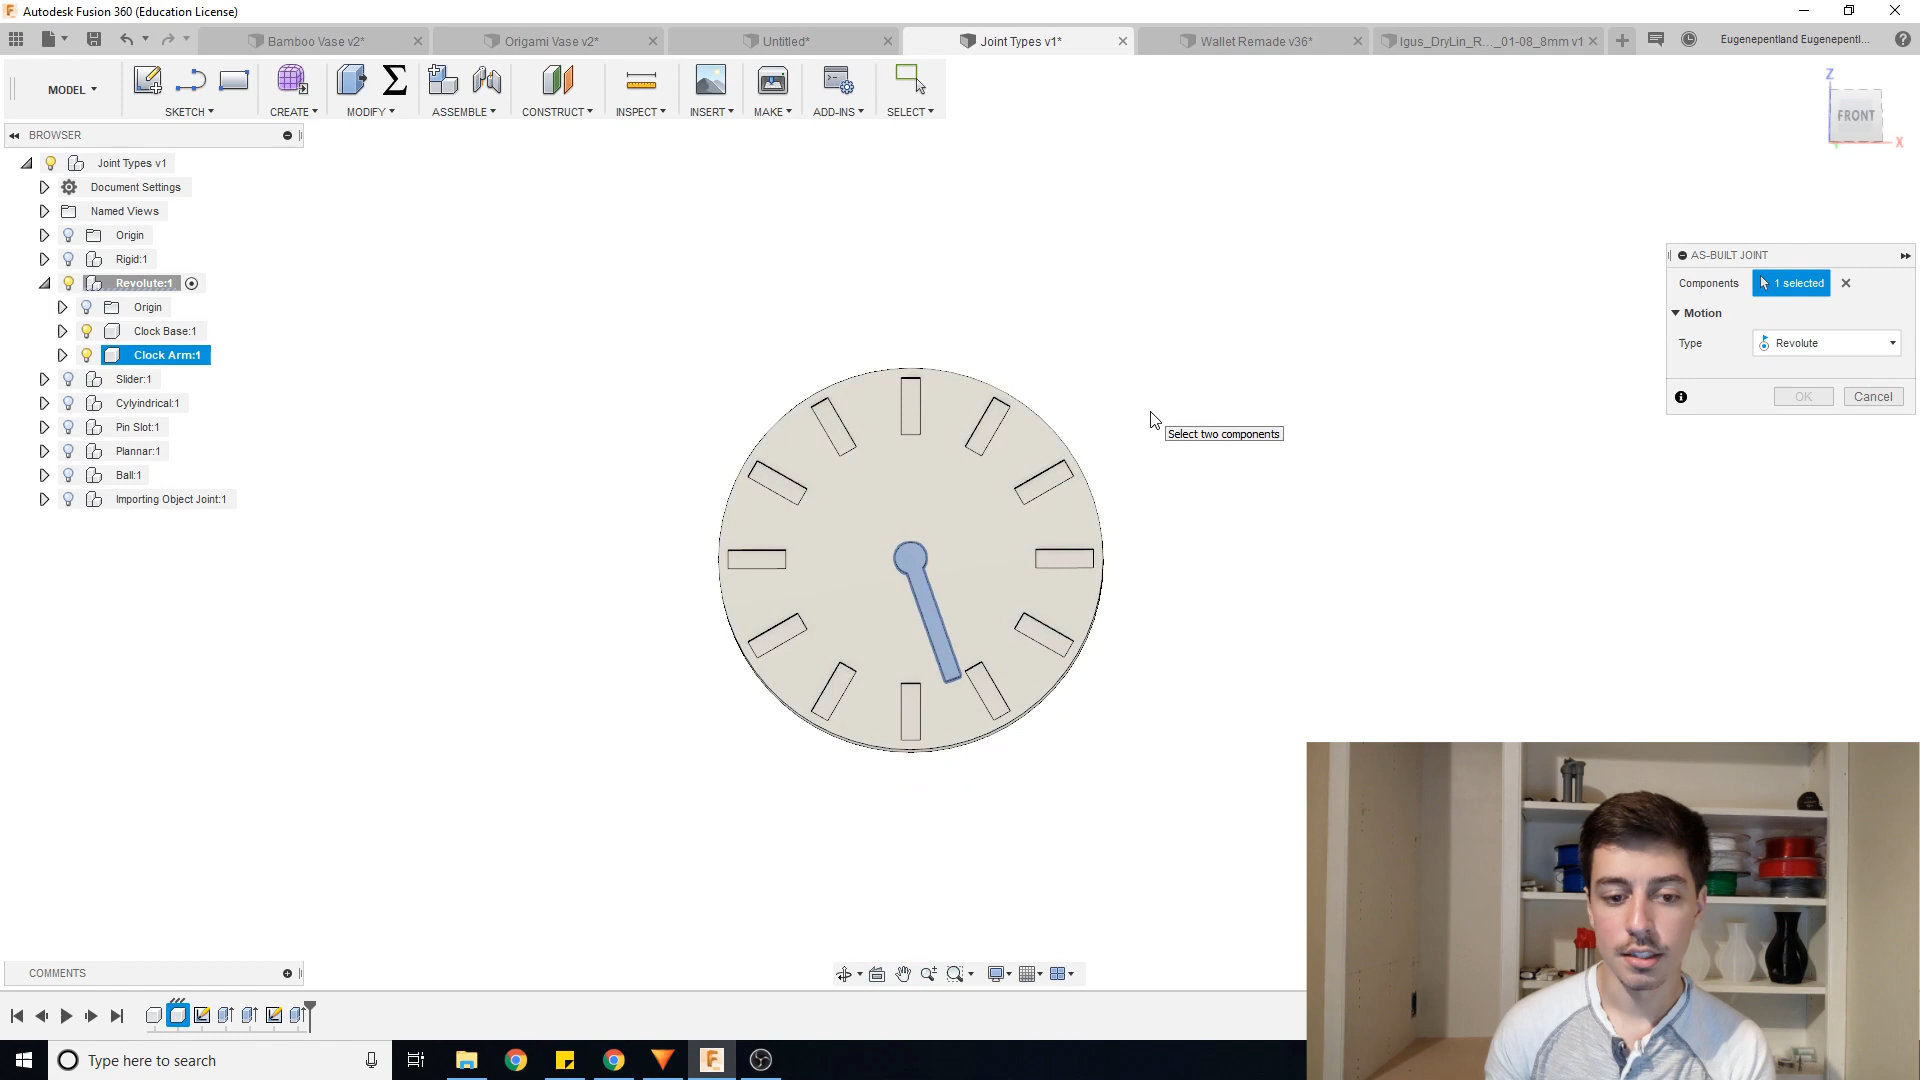 Autodesk Fusion 360 (Education License)
Bamboo Vase v2*
Origami Vase v2*
Untitled*
Joint Types v1*
Wallet Remade v36*
Igus_DryLin_R..._01-08_8mm v1
Eugenepentland Eugenepentl...
MODEL
SKETCH
CREATE
MODIFY
ASSEMBLE
CONSTRUCT
INSPECT
INSERT
MAKE
ADD-INS
SELECT
Z
FRONT
X
BROWSER
Joint Types v1
Document Settings
Named Views
Origin
Rigid:1
Revolute:1
Origin
Clock Base:1
Clock Arm:1
Slider:1
Cylyindrical:1
Pin Slot:1
Plannar:1
Ball:1
Importing Object Joint:1
AS-BUILT JOINT
Components
1 selected
Motion
Type
Revolute
OK
Cancel
Select two components
COMMENTS
Type here to search